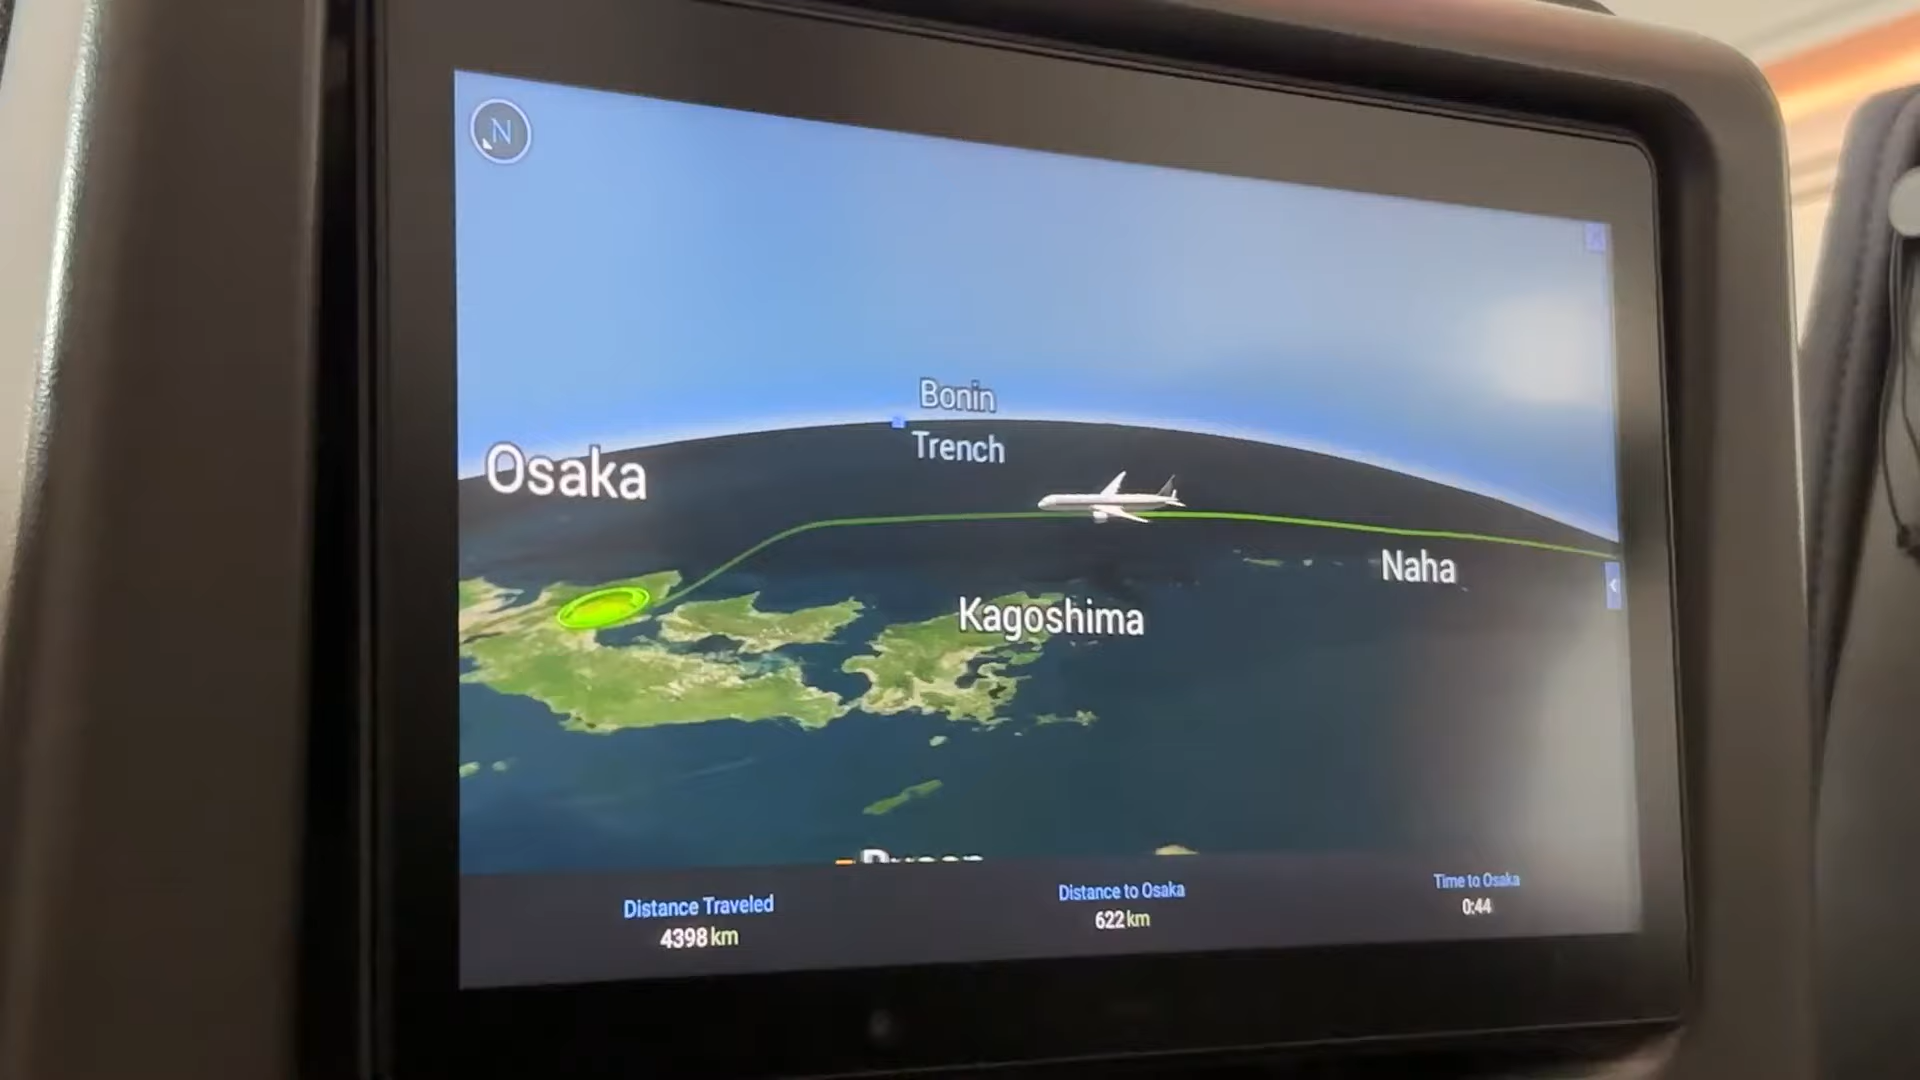 N
Bonin
Trench
Osaka
Naha
Kagoshima
Distance Traveled
4398 km
Distance to Osaka
622 km
Time to Osaka
0:44